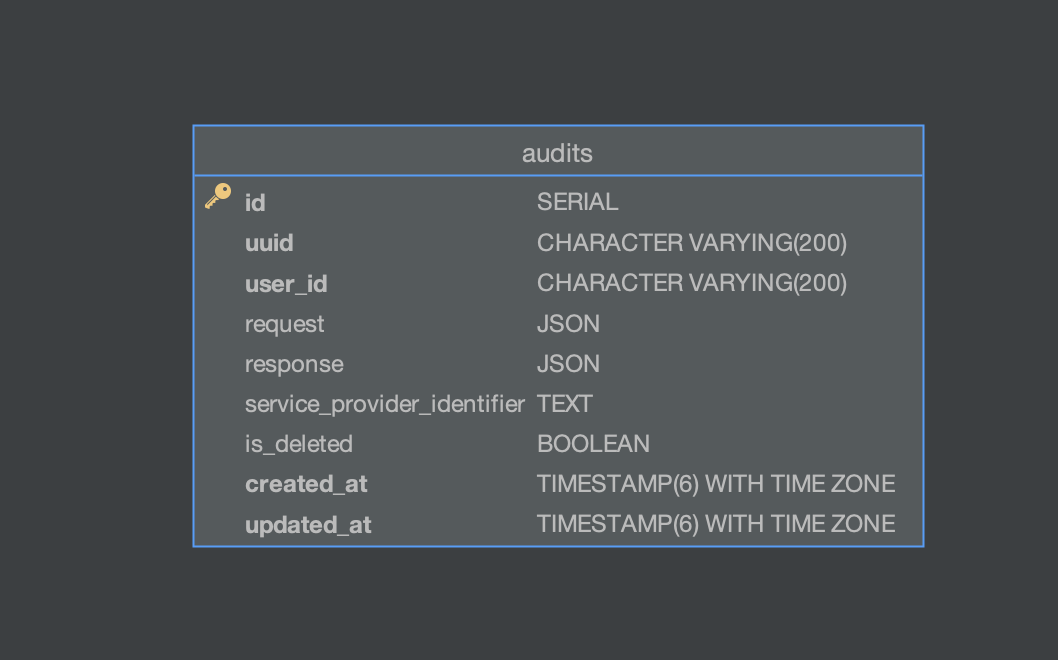 audits
id SERIAL
uuid CHARACTER VARYING(200)
user_id CHARACTER VARYING(200)
request JSON
response JSON
service_provider_identifier TEXT
is_deleted BOOLEAN
created_at TIMESTAMP(6) WITH TIME ZONE
updated_at TIMESTAMP(6) WITH TIME ZONE